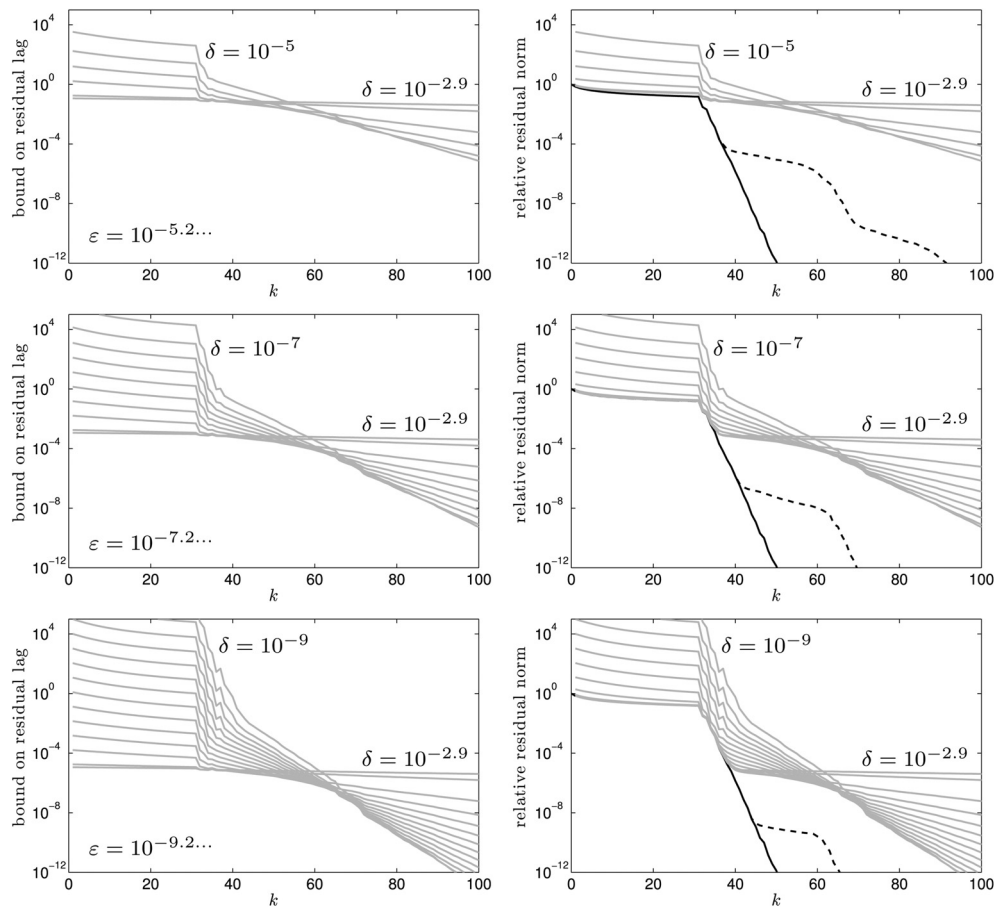 bound on residual lag
10^4
10^0
10^-4
10^-8
10^-12
δ = 10^-5
δ = 10^-2.9
ε = 10^-5.2...
0 20 40 60 80 100
k
relative residual norm
10^4
10^0
10^-4
10^-8
10^-12
δ = 10^-5
δ = 10^-2.9
0 20 40 60 80 100
k
bound on residual lag
10^4
10^0
10^-4
10^-8
10^-12
δ = 10^-7
δ = 10^-2.9
ε = 10^-7.2...
0 20 40 60 80 100
k
relative residual norm
10^4
10^0
10^-4
10^-8
10^-12
δ = 10^-7
δ = 10^-2.9
0 20 40 60 80 100
k
bound on residual lag
10^4
10^0
10^-4
10^-8
10^-12
δ = 10^-9
δ = 10^-2.9
ε = 10^-9.2...
0 20 40 60 80 100
k
relative residual norm
10^4
10^0
10^-4
10^-8
10^-12
δ = 10^-9
δ = 10^-2.9
0 20 40 60 80 100
k